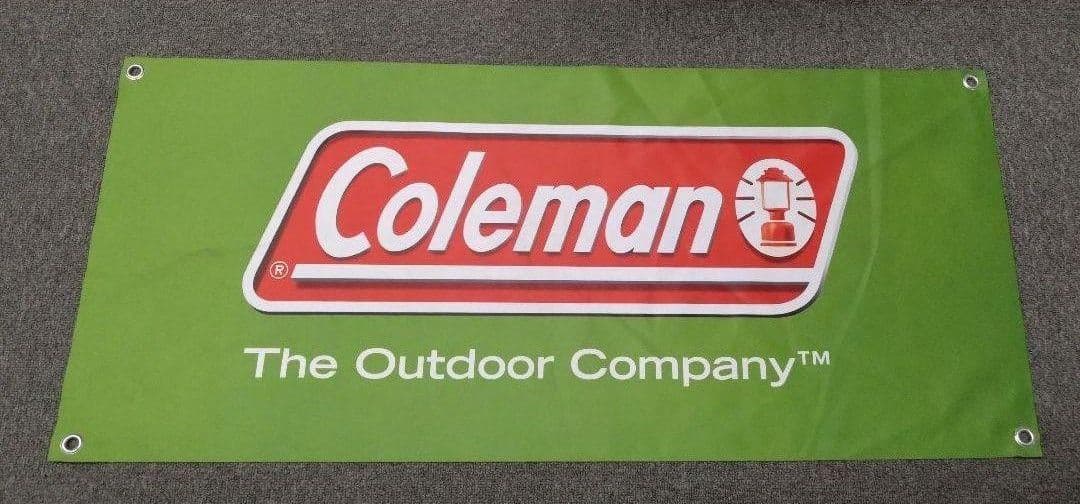 Coleman
®
The Outdoor Company™